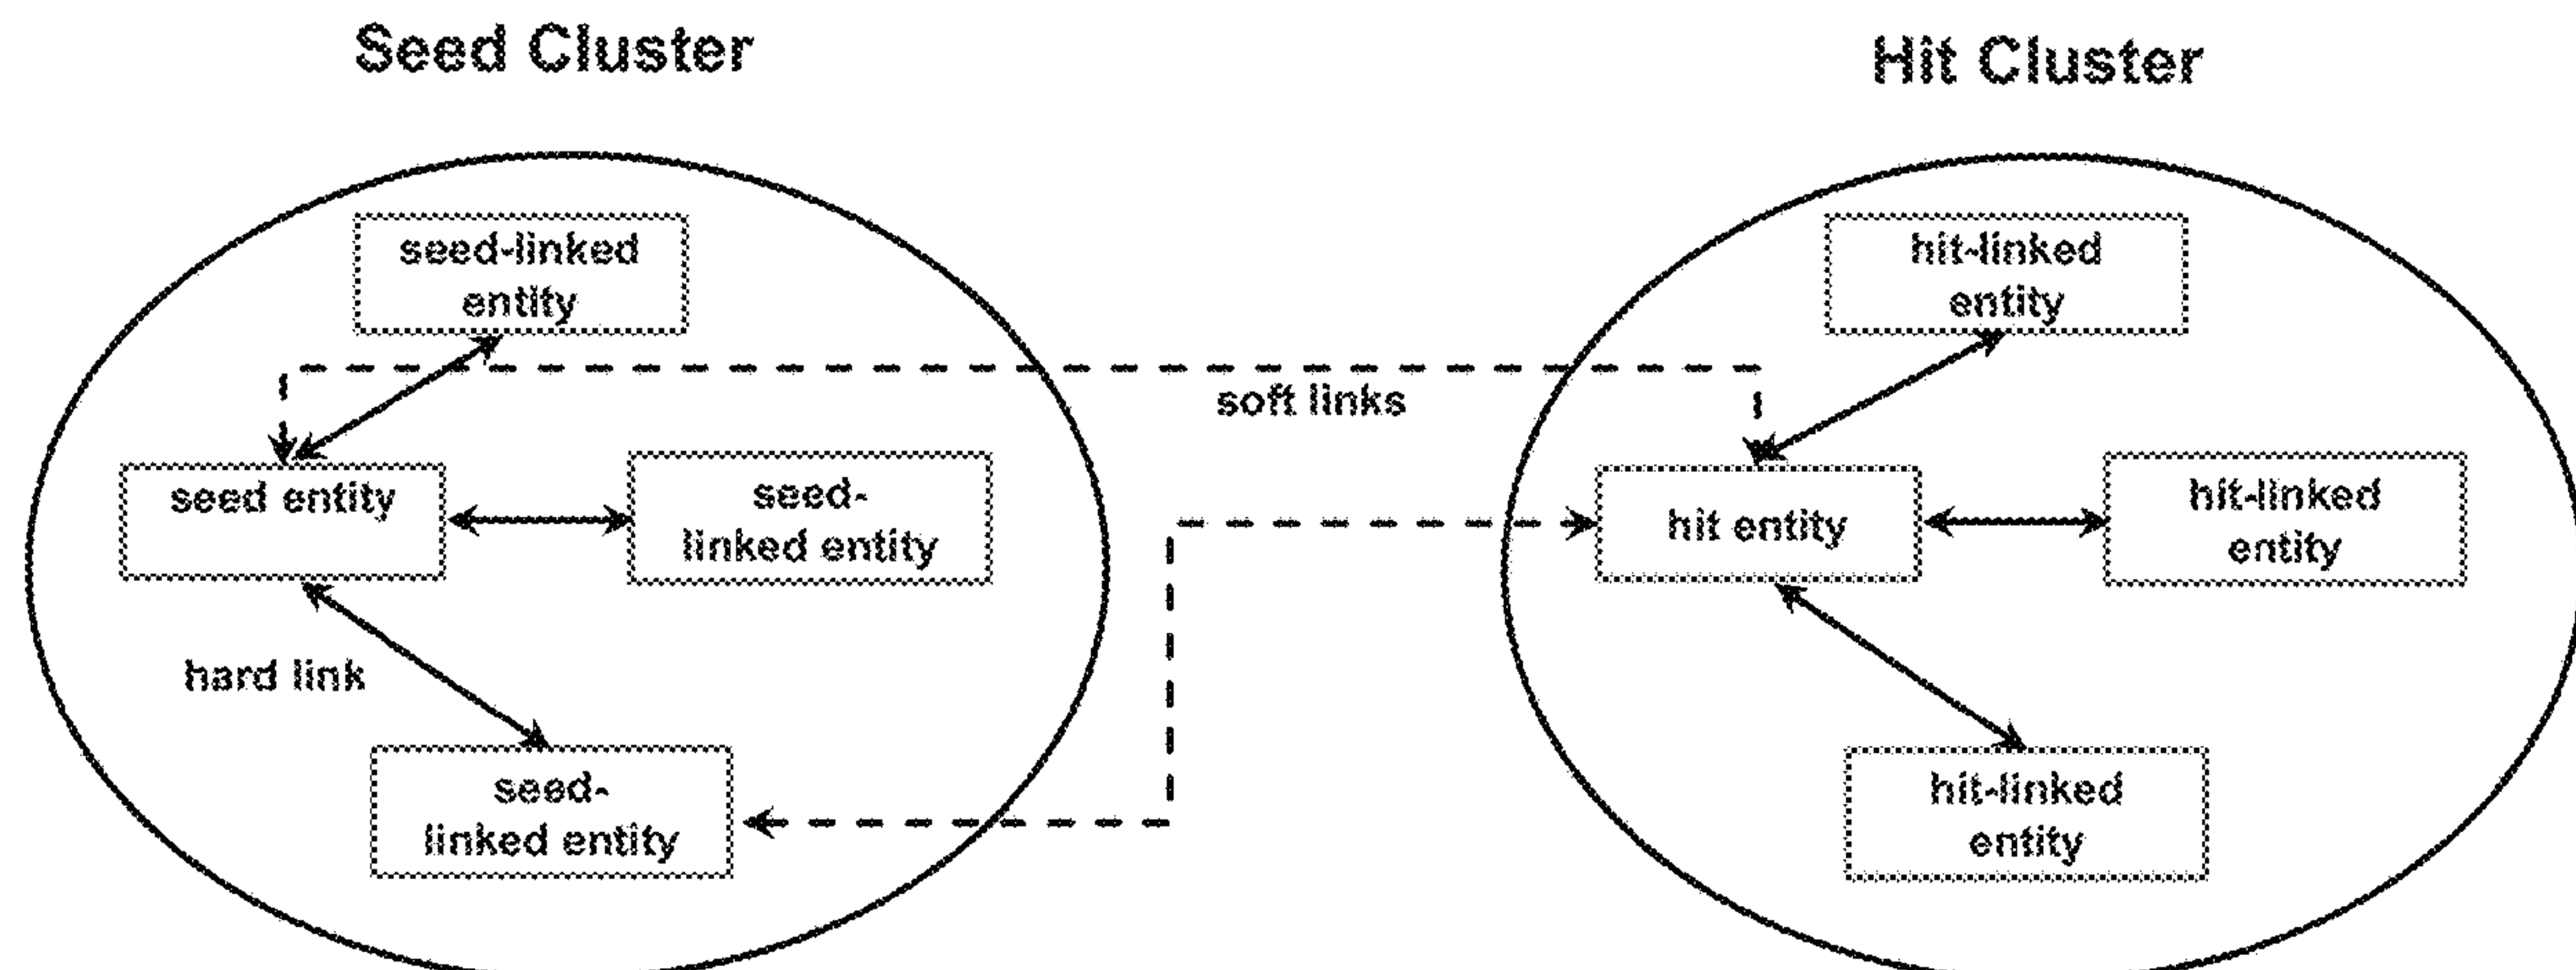 Seed Cluster
Hit Cluster
seed-linked
entity
hit-linked
entity
soft links
seed entity
seed-
linked entity
hit entity
hit-linked
entity
hard link
seed-
linked entity
hit-linked
entity